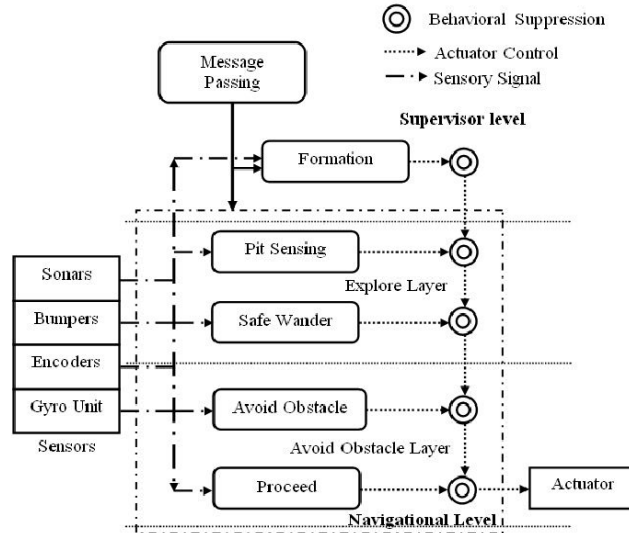 Behavioral Suppression
Actuator Control
Sensory Signal
Message
Passing
Supervisor level
Formation
Pit Sensing
Explore Layer
Sonars
Bumpers
Encoders
Gyro Unit
Sensors
Safe Wander
Avoid Obstacle
Avoid Obstacle Layer
Proceed
Actuator
Navigational Level